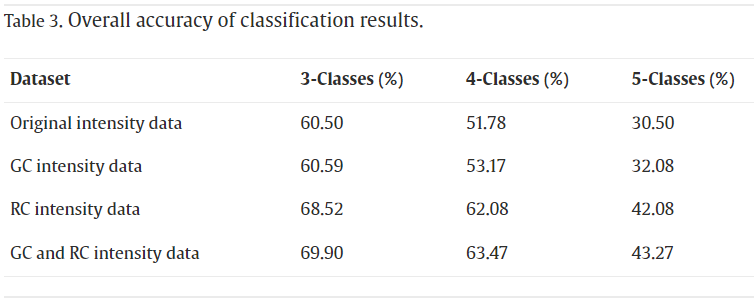 Table 3. Overall accuracy of classification results.
Dataset 3-Classes (%) 4-Classes (%) 5-Classes (%)
Original intensity data 60.50 51.78 30.50
GC intensity data 60.59 53.17 32.08
RC intensity data 68.52 62.08 42.08
GC and RC intensity data 69.90 63.47 43.27